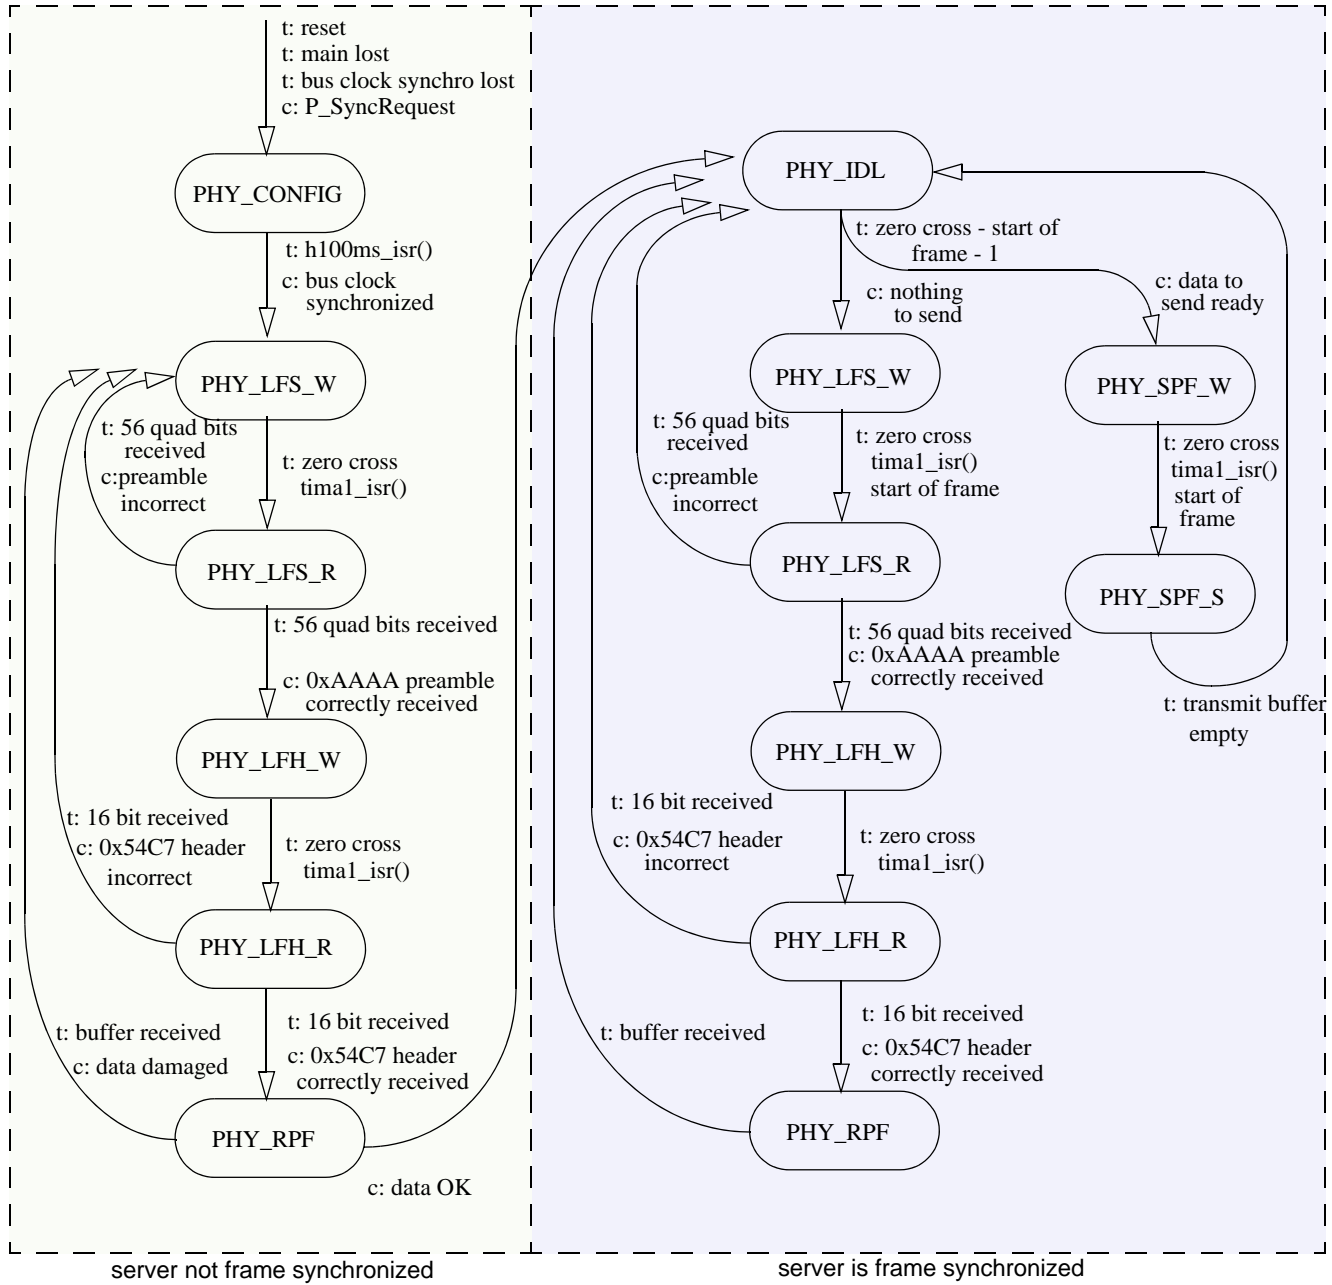 t: reset
t: main lost
t: bus clock synchro lost
c: P_SyncRequest
PHY_CONFIG
t: h100ms_isr()
c: bus clock
synchronized
PHY_LFS_W
t: 56 quad bits
received
c:preamble
incorrect
t: zero cross
tima1_isr()
PHY_LFS_R
t: 56 quad bits received
c: 0xAAAA preamble
correctly received
PHY_LFH_W
t: 16 bit received
c: 0x54C7 header
incorrect
t: zero cross
tima1_isr()
PHY_LFH_R
t: buffer received
c: data damaged
t: 16 bit received
c: 0x54C7 header
correctly received
PHY_RPF
c: data OK
server not frame synchronized
PHY_IDL
t: zero cross - start of
frame - 1
c: nothing
to send
c: data to
send ready
PHY_LFS_W
PHY_SPF_W
t: 56 quad bits
received
c:preamble
incorrect
t: zero cross
tima1_isr()
start of frame
t: zero cross
tima1_isr()
start of
frame
PHY_LFS_R
PHY_SPF_S
t: 56 quad bits received
c: 0xAAAA preamble
correctly received
t: transmit buffer
empty
PHY_LFH_W
t: 16 bit received
c: 0x54C7 header
incorrect
t: zero cross
tima1_isr()
PHY_LFH_R
t: buffer received
t: 16 bit received
c: 0x54C7 header
correctly received
PHY_RPF
server is frame synchronized